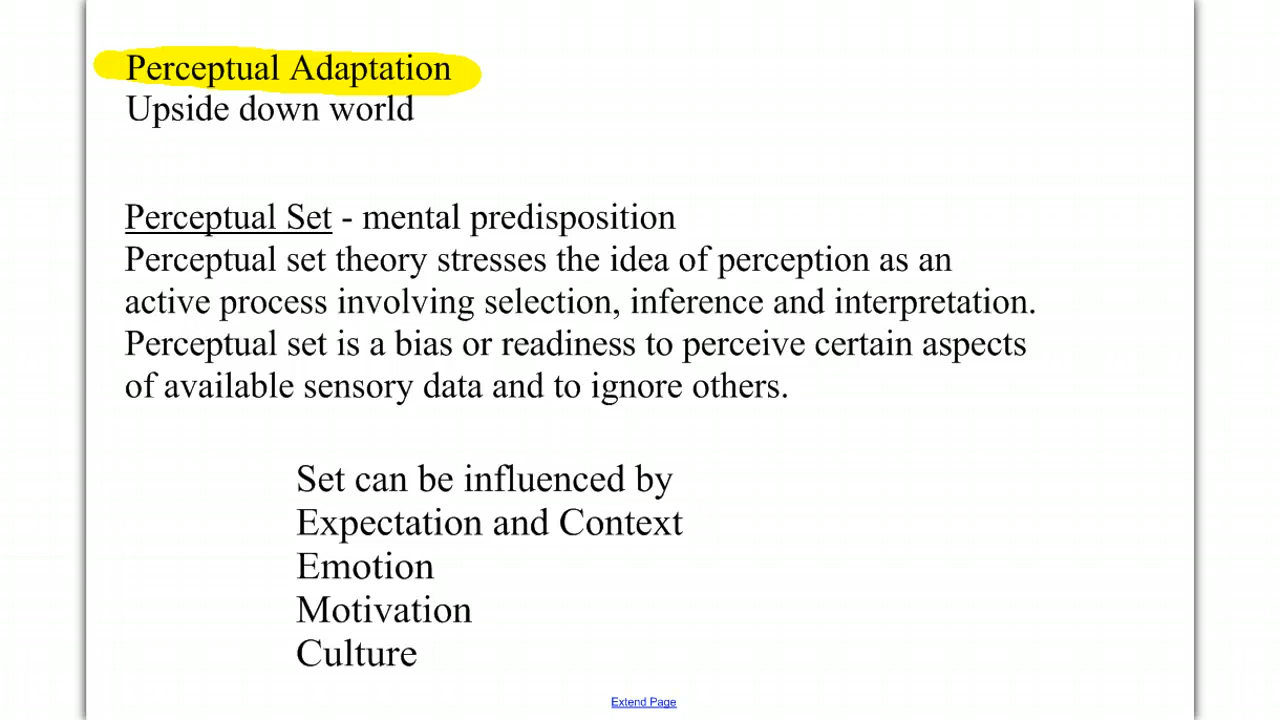 Perceptual Adaptation
Upside down world
Perceptual Set - mental predisposition
Perceptual set theory stresses the idea of perception as an
active process involving selection, inference and interpretation.
Perceptual set is a bias or readiness to perceive certain aspects
of available sensory data and to ignore others.
Set can be influenced by
Expectation and Context
Emotion
Motivation
Culture
Extend Page